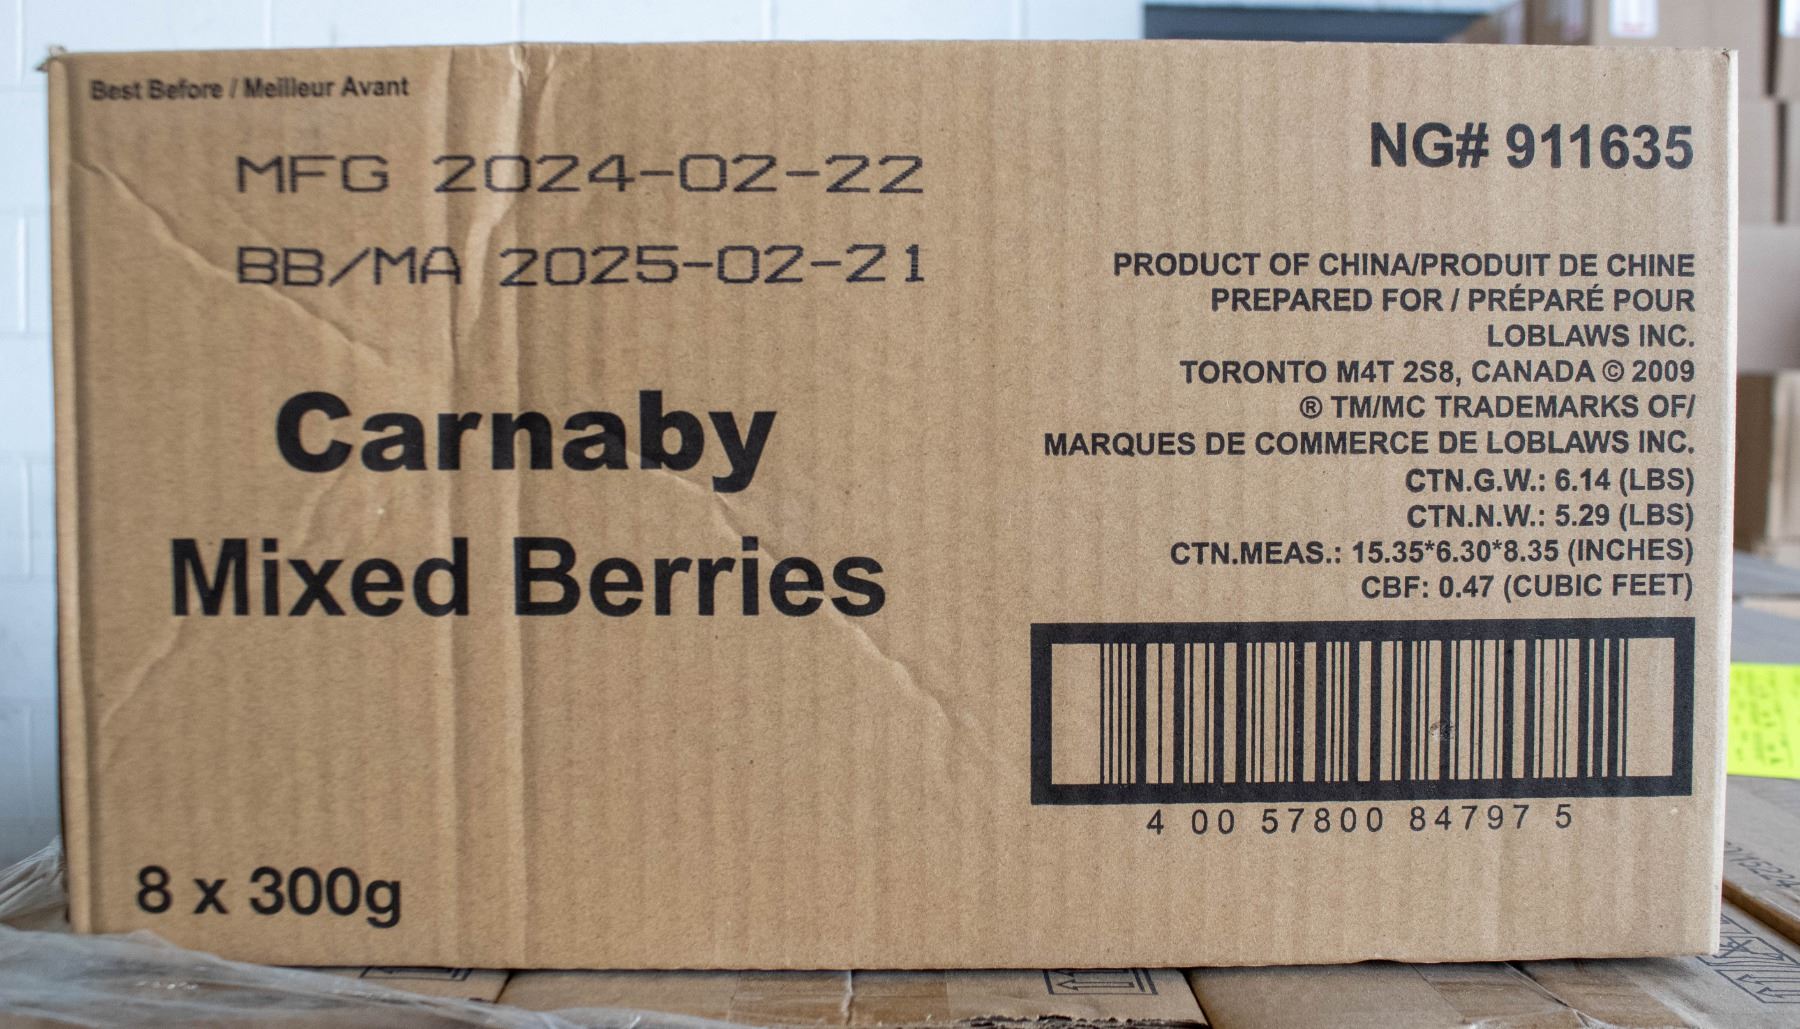 Best Before / Meilleur Avant
MFG 2024-02-22
BB/MA 2025-02-21
Carnaby
Mixed Berries
8 x 300g
NG# 911635
PRODUCT OF CHINA/PRODUIT DE CHINE
PREPARED FOR / PRÉPARÉ POUR
LOBLAWS INC.
TORONTO M4T 2S8, CANADA © 2009
® TM/MC TRADEMARKS OF/
MARQUES DE COMMERCE DE LOBLAWS INC.
CTN.G.W.: 6.14 (LBS)
CTN.N.W.: 5.29 (LBS)
CTN.MEAS.: 15.35*6.30*8.35 (INCHES)
CBF: 0.47 (CUBIC FEET)
4 00 57800 84797 5